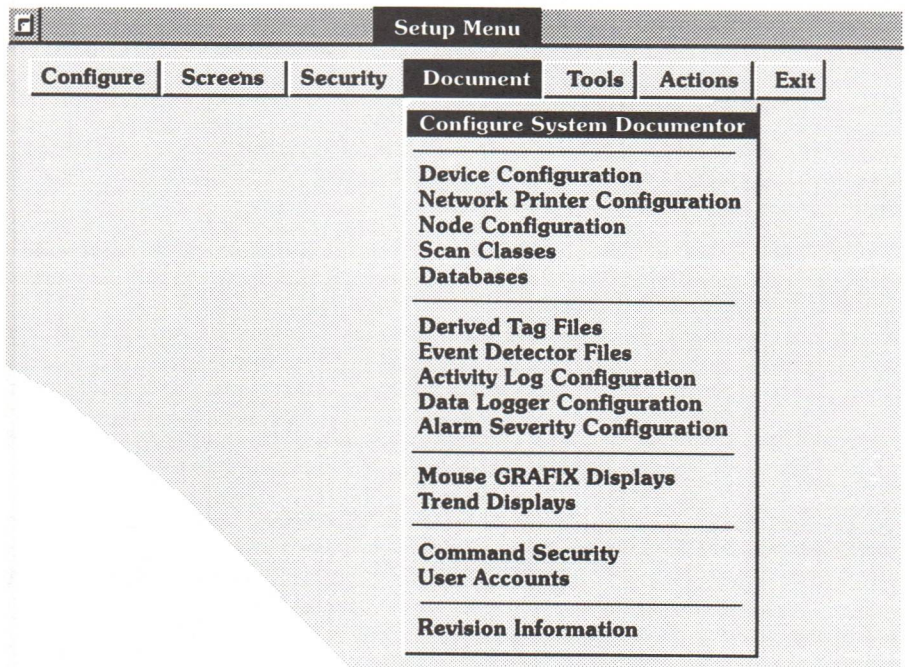 Setup Menu
Configure Screens Security Document Tools Actions Exit
Configure System Documentor
Device Configuration
Network Printer Configuration
Node Configuration
Scan Classes
Databases
Derived Tag Files
Event Detector Files
Activity Log Configuration
Data Logger Configuration
Alarm Severity Configuration
Mouse GRAFIX Displays
Trend Displays
Command Security
User Accounts
Revision Information